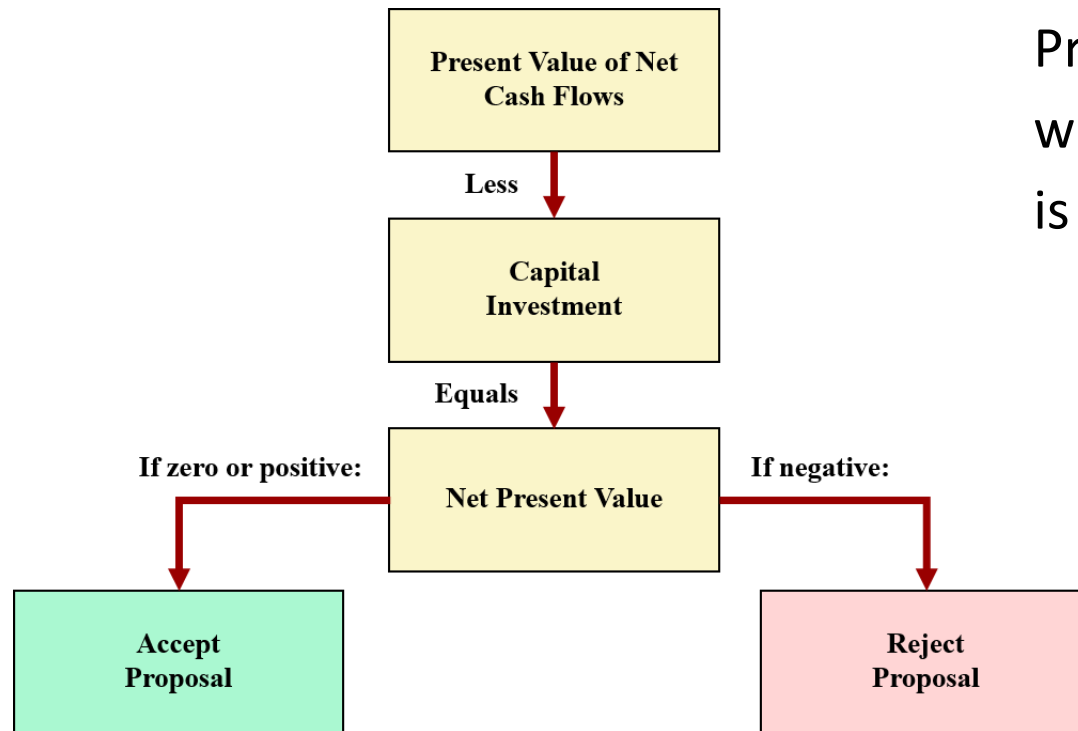 Present Value of Net
Cash Flows
Less
Capital
Investment
Equals
If zero or positive:
Net Present Value
If negative:
Accept
Proposal
Reject
Proposal
is